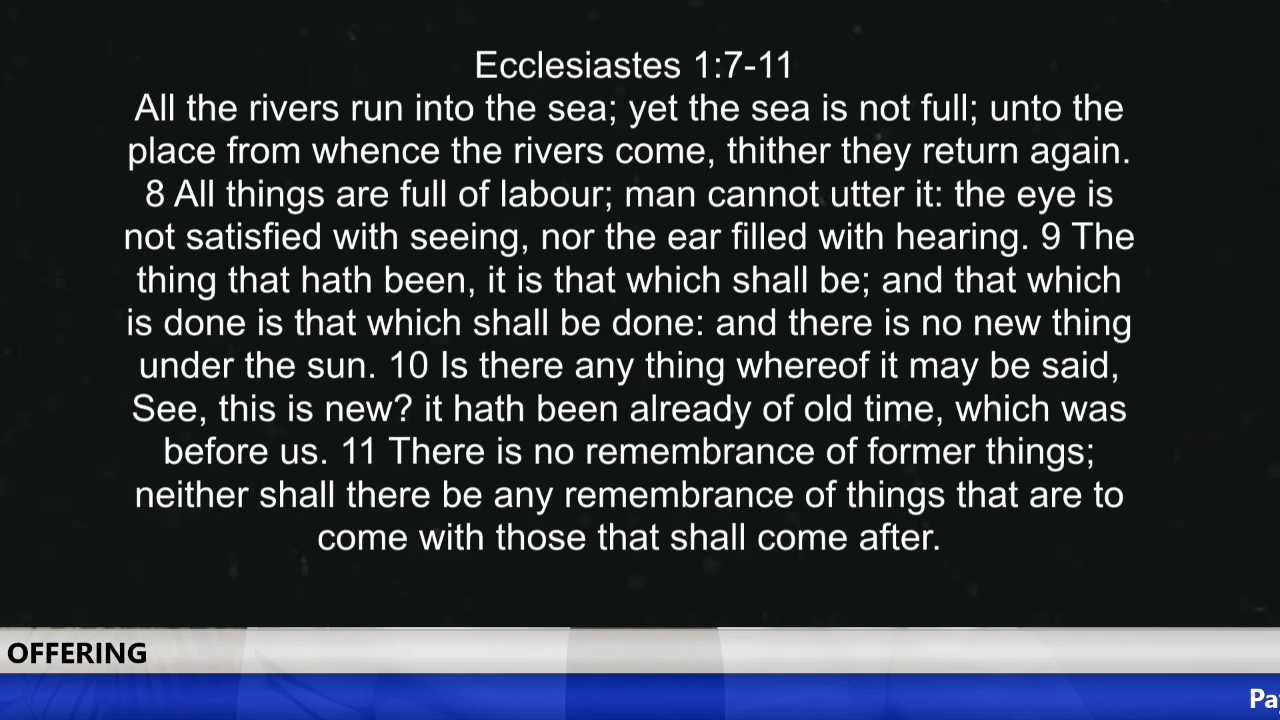 Ecclesiastes 1:7-11
All the rivers run into the sea; yet the sea is not full; unto the
place from whence the rivers come, thither they return again.
8 All things are full of labour; man cannot utter it: the eye is
not satisfied with seeing, nor the ear filled with hearing. 9 The
thing that hath been, it is that which shall be; and that which
is done is that which shall be done: and there is no new thing
under the sun. 10 Is there any thing whereof it may be said,
See, this is new? it hath been already of old time, which was
before us. 11 There is no remembrance of former things;
neither shall there be any remembrance of things that are to
come with those that shall come after.
OFFERING